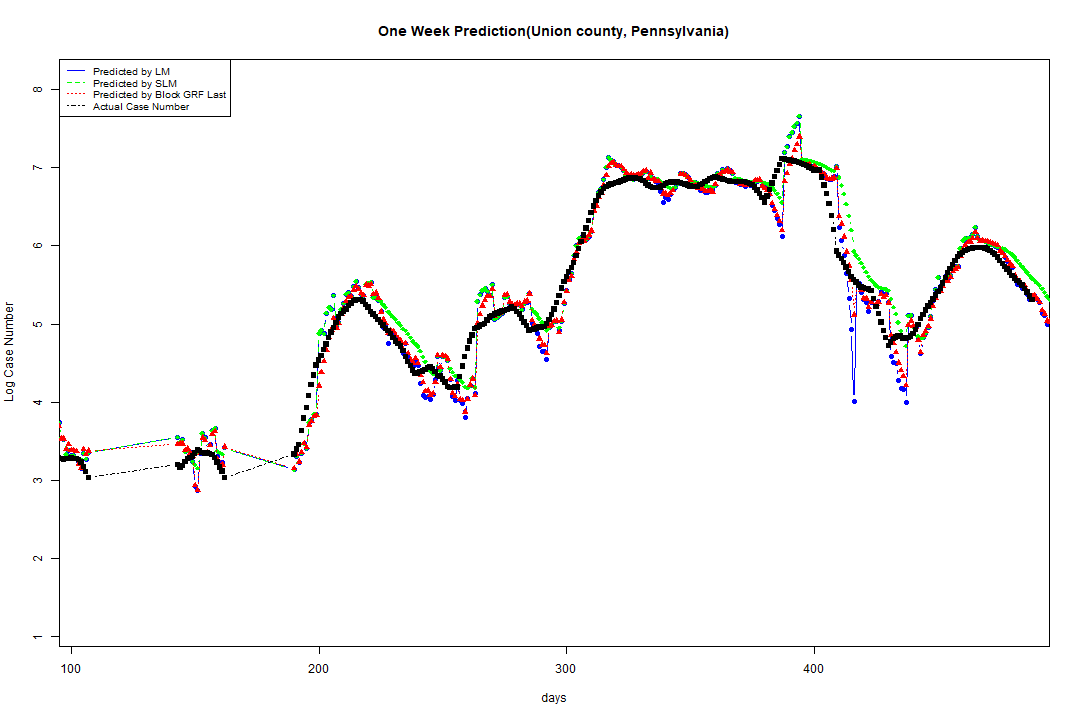 One Week Prediction(Union county, Pennsylvania)
Predicted by LM
Predicted by SLM
Predicted by Block GRF Last
Actual Case Number
8
7
6
5
4
3
2
1
Log Case Number
100 200 300 400
days